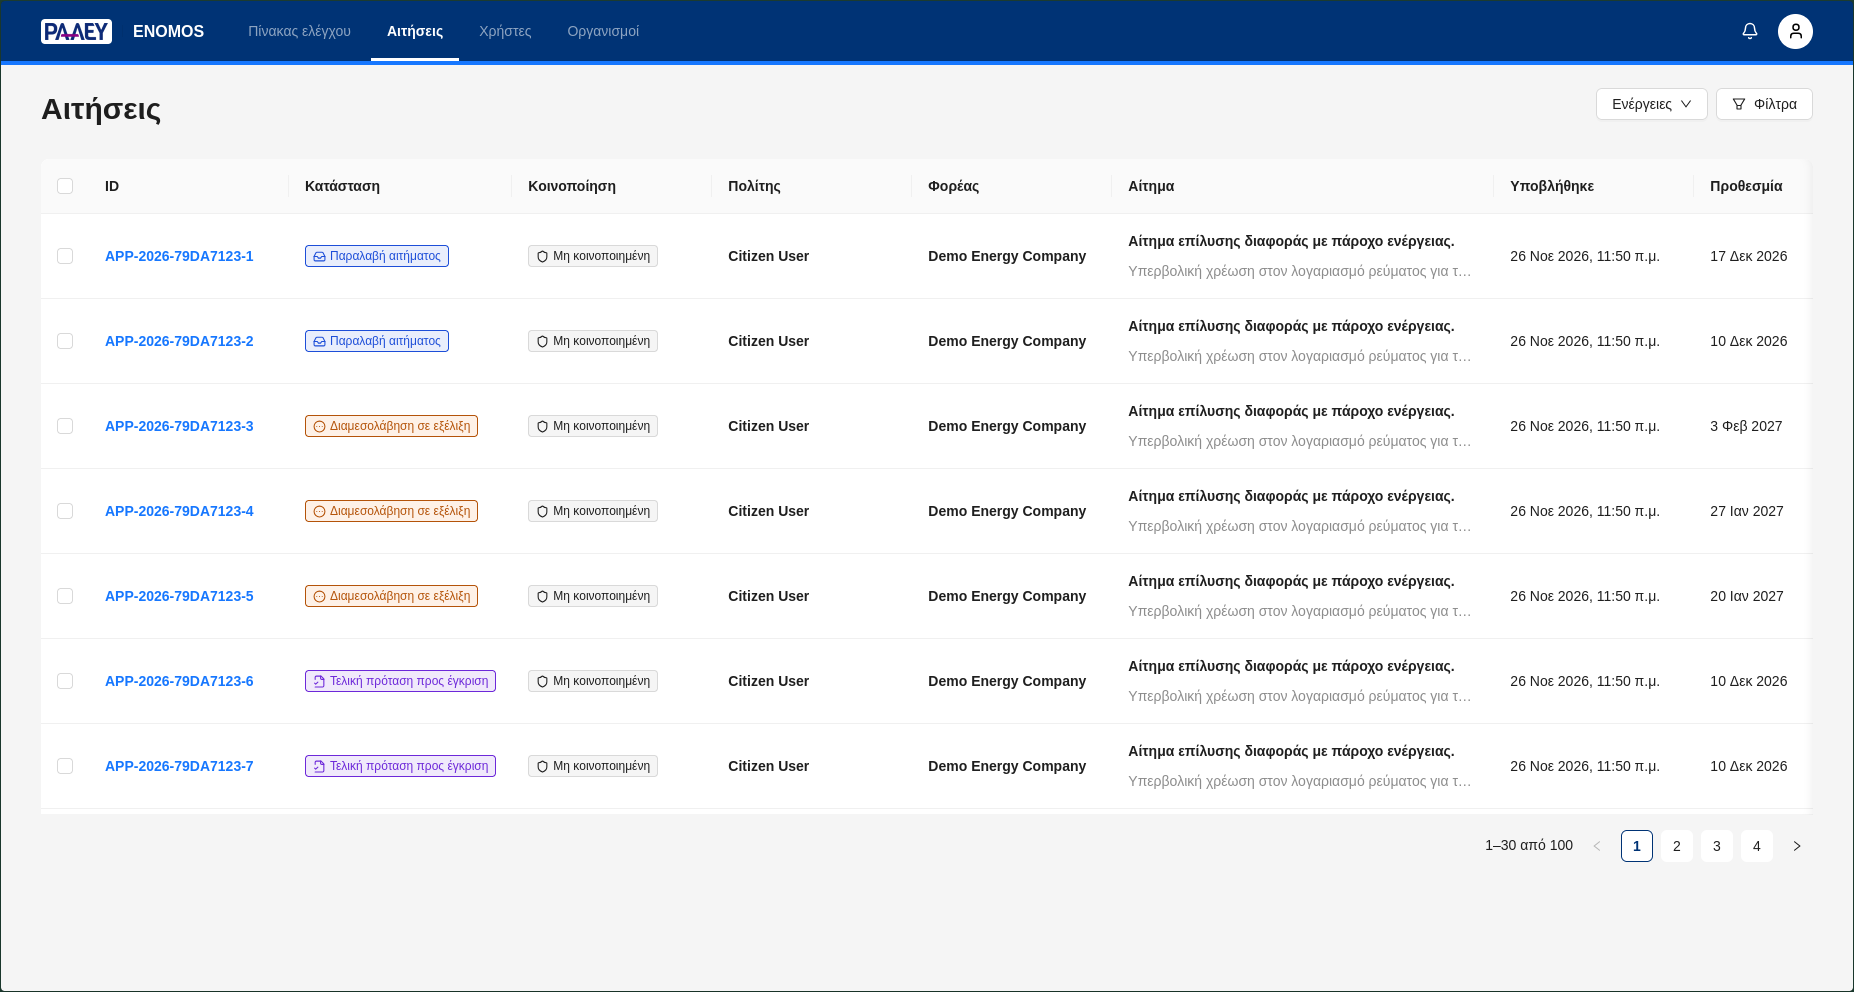 ΡΑΑΕΥ ENOMOS Πίνακας ελέγχου Αιτήσεις Χρήστες Οργανισμοί
Αιτήσεις
Ενέργειες Φίλτρα
ID Κατάσταση Κοινοποίηση Πολίτης Φορέας Αίτημα Υποβλήθηκε Προθεσμία
APP-2026-79DA7123-1 Παραλαβή αιτήματος Μη κοινοποιημένη Citizen User Demo Energy Company Αίτημα επίλυσης διαφοράς με πάροχο ενέργειας. 26 Νοε 2026, 11:50 π.μ. 17 Δεκ 2026
Υπερβολική χρέωση στον λογαριασμό ρεύματος για τ…
APP-2026-79DA7123-2 Παραλαβή αιτήματος Μη κοινοποιημένη Citizen User Demo Energy Company Αίτημα επίλυσης διαφοράς με πάροχο ενέργειας. 26 Νοε 2026, 11:50 π.μ. 10 Δεκ 2026
Υπερβολική χρέωση στον λογαριασμό ρεύματος για τ…
APP-2026-79DA7123-3 Διαμεσολάβηση σε εξέλιξη Μη κοινοποιημένη Citizen User Demo Energy Company Αίτημα επίλυσης διαφοράς με πάροχο ενέργειας. 26 Νοε 2026, 11:50 π.μ. 3 Φεβ 2027
Υπερβολική χρέωση στον λογαριασμό ρεύματος για τ…
APP-2026-79DA7123-4 Διαμεσολάβηση σε εξέλιξη Μη κοινοποιημένη Citizen User Demo Energy Company Αίτημα επίλυσης διαφοράς με πάροχο ενέργειας. 26 Νοε 2026, 11:50 π.μ. 27 Ιαν 2027
Υπερβολική χρέωση στον λογαριασμό ρεύματος για τ…
APP-2026-79DA7123-5 Διαμεσολάβηση σε εξέλιξη Μη κοινοποιημένη Citizen User Demo Energy Company Αίτημα επίλυσης διαφοράς με πάροχο ενέργειας. 26 Νοε 2026, 11:50 π.μ. 20 Ιαν 2027
Υπερβολική χρέωση στον λογαριασμό ρεύματος για τ…
APP-2026-79DA7123-6 Τελική πρόταση προς έγκριση Μη κοινοποιημένη Citizen User Demo Energy Company Αίτημα επίλυσης διαφοράς με πάροχο ενέργειας. 26 Νοε 2026, 11:50 π.μ. 10 Δεκ 2026
Υπερβολική χρέωση στον λογαριασμό ρεύματος για τ…
APP-2026-79DA7123-7 Τελική πρόταση προς έγκριση Μη κοινοποιημένη Citizen User Demo Energy Company Αίτημα επίλυσης διαφοράς με πάροχο ενέργειας. 26 Νοε 2026, 11:50 π.μ. 10 Δεκ 2026
Υπερβολική χρέωση στον λογαριασμό ρεύματος για τ…
1–30 από 100 1 2 3 4